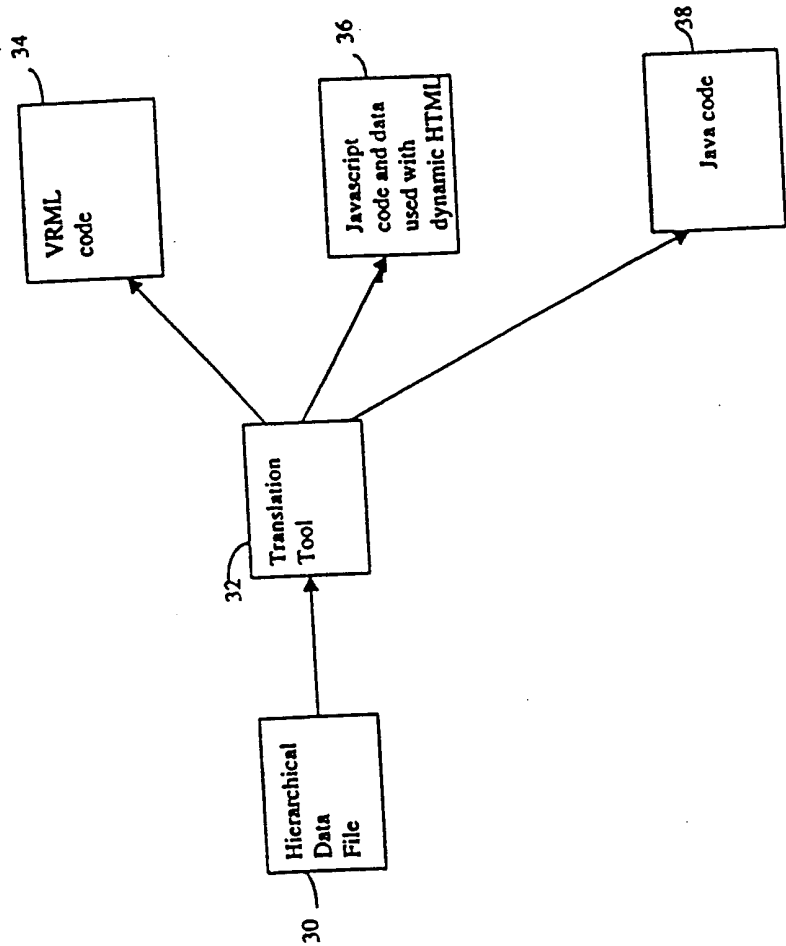 30
Hierarchical
Data
File
32
Translation
Tool
34
VRML
code
36
Javascript
code and data
used with
dynamic HTML
38
Java code